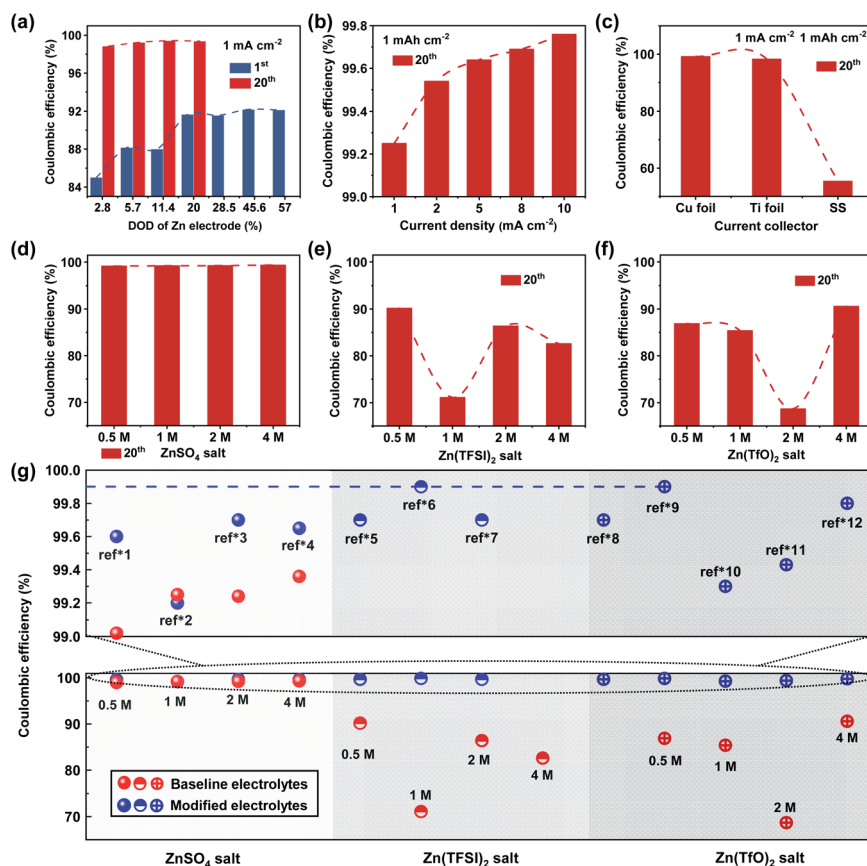 (a)
Coulombic efficiency (%)
100
96
92
88
84
1 mA cm⁻²
1ˢᵗ
20ᵗʰ
2.8 5.7 11.4 20 28.5 45.6 57
DOD of Zn electrode (%)
(b)
Coulombic efficiency (%)
99.8
99.6
99.4
99.2
99.0
1 mAh cm⁻²
20ᵗʰ
1 2 5 8 10
Current density (mA cm⁻²)
(c)
Coulombic efficiency (%)
100
80
60
1 mA cm⁻² 1 mAh cm⁻²
20ᵗʰ
Cu foil Ti foil SS
Current collector
(d)
Coulombic efficiency (%)
100
90
80
70
0.5 M 1 M 2 M 4 M
20ᵗʰ
ZnSO₄ salt
(e)
Coulombic efficiency (%)
100
90
80
70
20ᵗʰ
0.5 M 1 M 2 M 4 M
Zn(TFSI)₂ salt
(f)
Coulombic efficiency (%)
100
90
80
70
20ᵗʰ
0.5 M 1 M 2 M 4 M
Zn(TfO)₂ salt
(g)
Coulombic efficiency (%)
100.0
99.8
99.6
99.4
99.2
99.0
ref*1
ref*2
ref*3
ref*4
ref*5
ref*6
ref*7
ref*8
ref*9
ref*10
ref*11
ref*12
100
90
80
70
0.5 M 1 M 2 M 4 M
0.5 M
1 M
2 M
4 M
0.5 M
1 M
2 M
4 M
Baseline electrolytes
Modified electrolytes
ZnSO₄ salt Zn(TFSI)₂ salt Zn(TfO)₂ salt